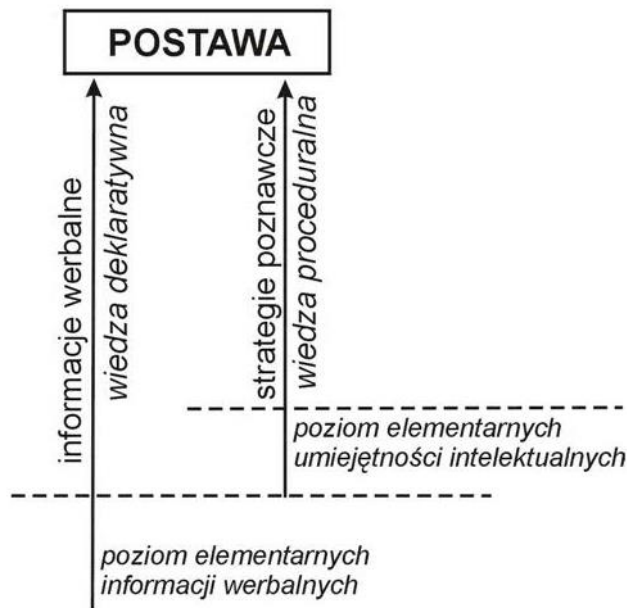 POSTAWA
informacje werbalne
wiedza deklaratywna
strategie poznawcze
wiedza proceduralna
poziom elementarnych
umiejętności intelektualnych
poziom elementarnych
informacji werbalnych